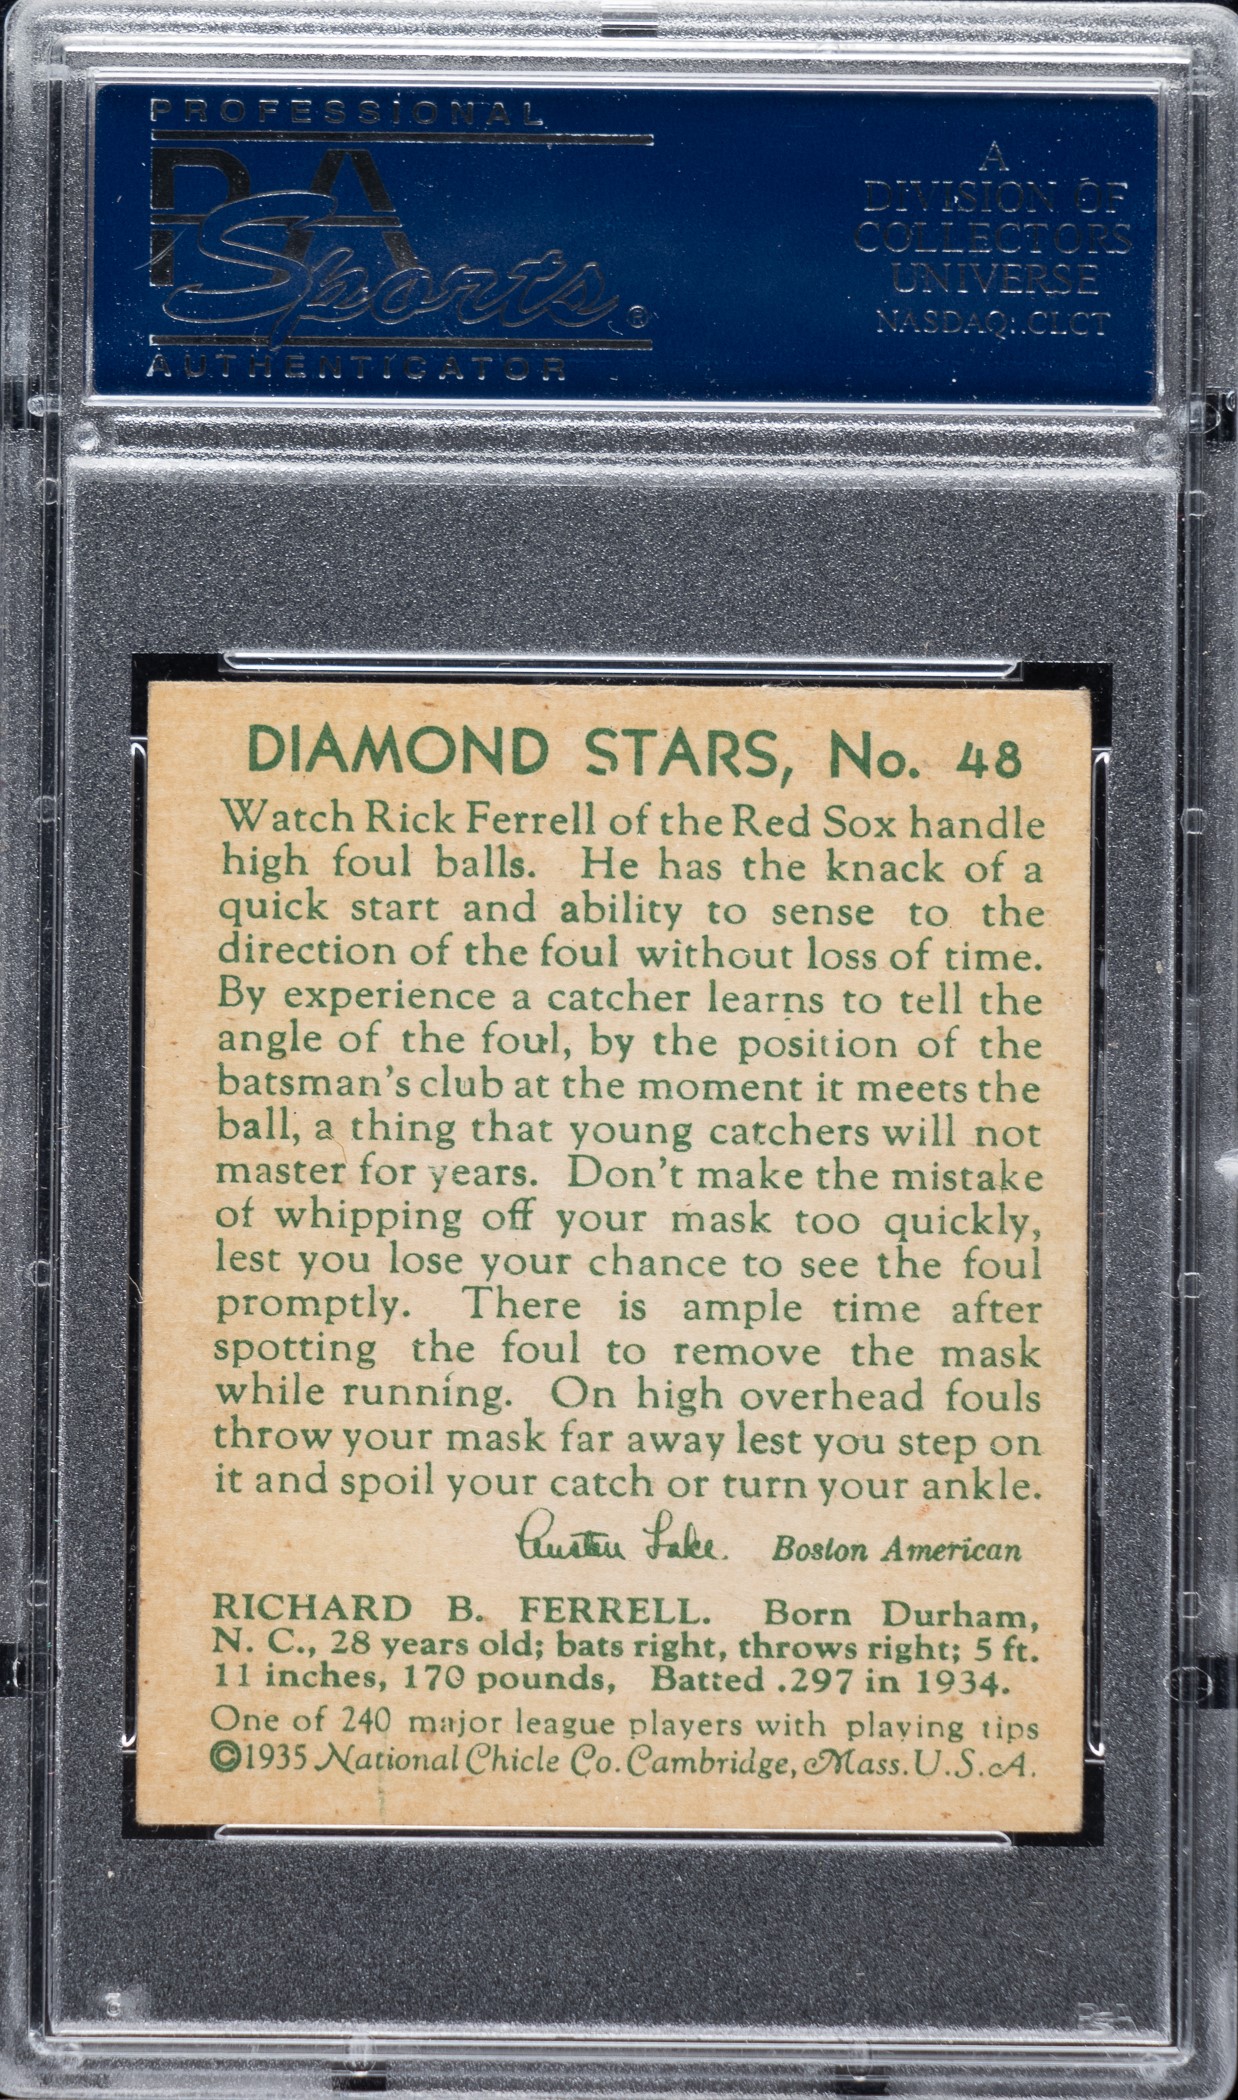 PROFESSIONAL
PSA
Sports ®
AUTHENTICATOR
A
DIVISION OF
COLLECTORS
UNIVERSE
NASDAQ: CLCT
DIAMOND STARS, No. 48
Watch Rick Ferrell of the Red Sox handle
high foul balls. He has the knack of a
quick start and ability to sense to the
direction of the foul without loss of time.
By experience a catcher learns to tell the
angle of the foul, by the position of the
batsman's club at the moment it meets the
ball, a thing that young catchers will not
master for years. Don't make the mistake
of whipping off your mask too quickly,
lest you lose your chance to see the foul
promptly. There is ample time after
spotting the foul to remove the mask
while running. On high overhead fouls
throw your mask far away lest you step on
it and spoil your catch or turn your ankle.
Austen Lake. Boston American
RICHARD B. FERRELL. Born Durham,
N. C., 28 years old; bats right, throws right; 5 ft.
11 inches, 170 pounds, Batted .297 in 1934.
One of 240 major league players with playing tips
©1935 National Chicle Co. Cambridge, Mass. U.S.A.
PSA